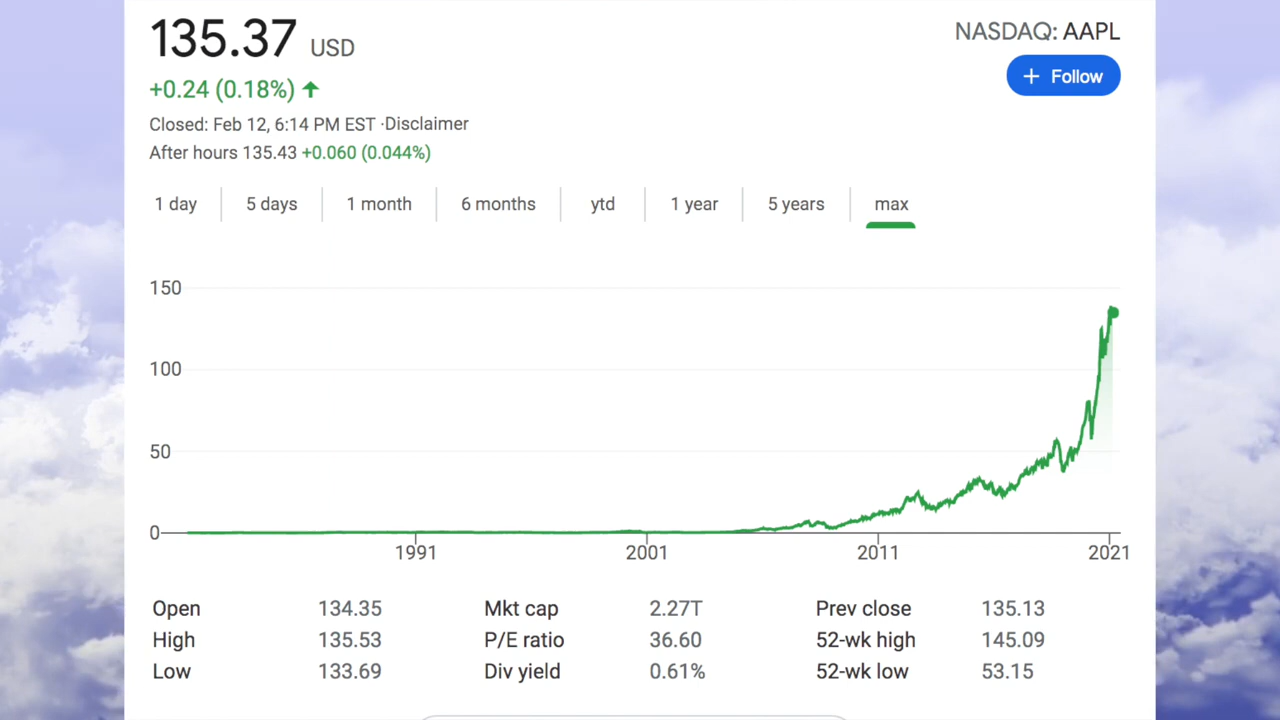 135.37 USD
NASDAQ: AAPL
+ Follow
+0.24 (0.18%) ↑
Closed: Feb 12, 6:14 PM EST ·Disclaimer
After hours 135.43 +0.060 (0.044%)
1 day 5 days 1 month 6 months ytd 1 year 5 years max
150
100
50
0
1991 2001 2011 2021
Open 134.35 Mkt cap 2.27T Prev close 135.13
High 135.53 P/E ratio 36.60 52-wk high 145.09
Low 133.69 Div yield 0.61% 52-wk low 53.15